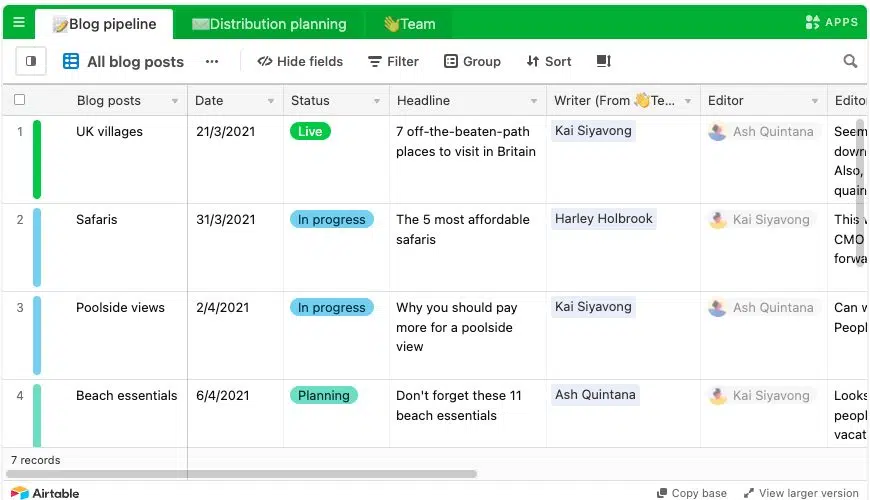 Blog pipeline
Distribution planning
Team
APPS
All blog posts
Hide fields
Filter
Group
Sort
Blog posts
Date
Status
Headline
Writer (From 👋Te...
Editor
Edito
1
UK villages
21/3/2021
Live
7 off-the-beaten-path
places to visit in Britain
Kai Siyavong
Ash Quintana
Seem
down
Also,
quain
2
Safaris
31/3/2021
In progress
The 5 most affordable
safaris
Harley Holbrook
Kai Siyavong
This
CMO
forwa
3
Poolside views
2/4/2021
In progress
Why you should pay
more for a poolside
view
Kai Siyavong
Ash Quintana
Can w
Peopl
4
Beach essentials
6/4/2021
Planning
Don't forget these 11
beach essentials
Ash Quintana
Kai Siyavong
Looks
peopl
vacat
7 records
Airtable
Copy base
View larger version